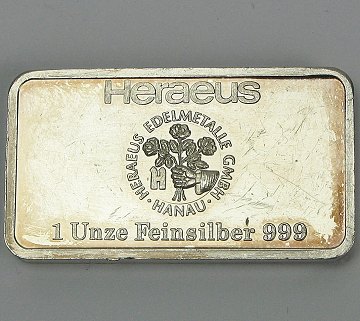 Heraeus
HERAEUS EDELMETALLE GMBH
· HANAU ·
H
1 Unze Feinsilber 999